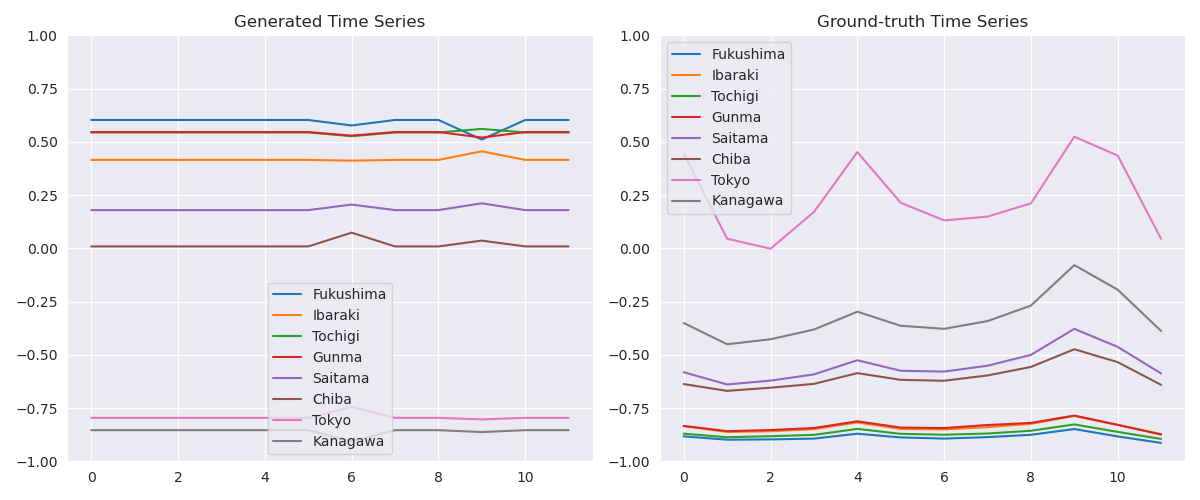 Generated Time Series
1.00
0.75
0.50
0.25
0.00
−0.25
−0.50
−0.75
−1.00
0 2 4 6 8 10
Fukushima
Ibaraki
Tochigi
Gunma
Saitama
Chiba
Tokyo
Kanagawa
Ground-truth Time Series
1.00
0.75
0.50
0.25
0.00
−0.25
−0.50
−0.75
−1.00
0 2 4 6 8 10
Fukushima
Ibaraki
Tochigi
Gunma
Saitama
Chiba
Tokyo
Kanagawa